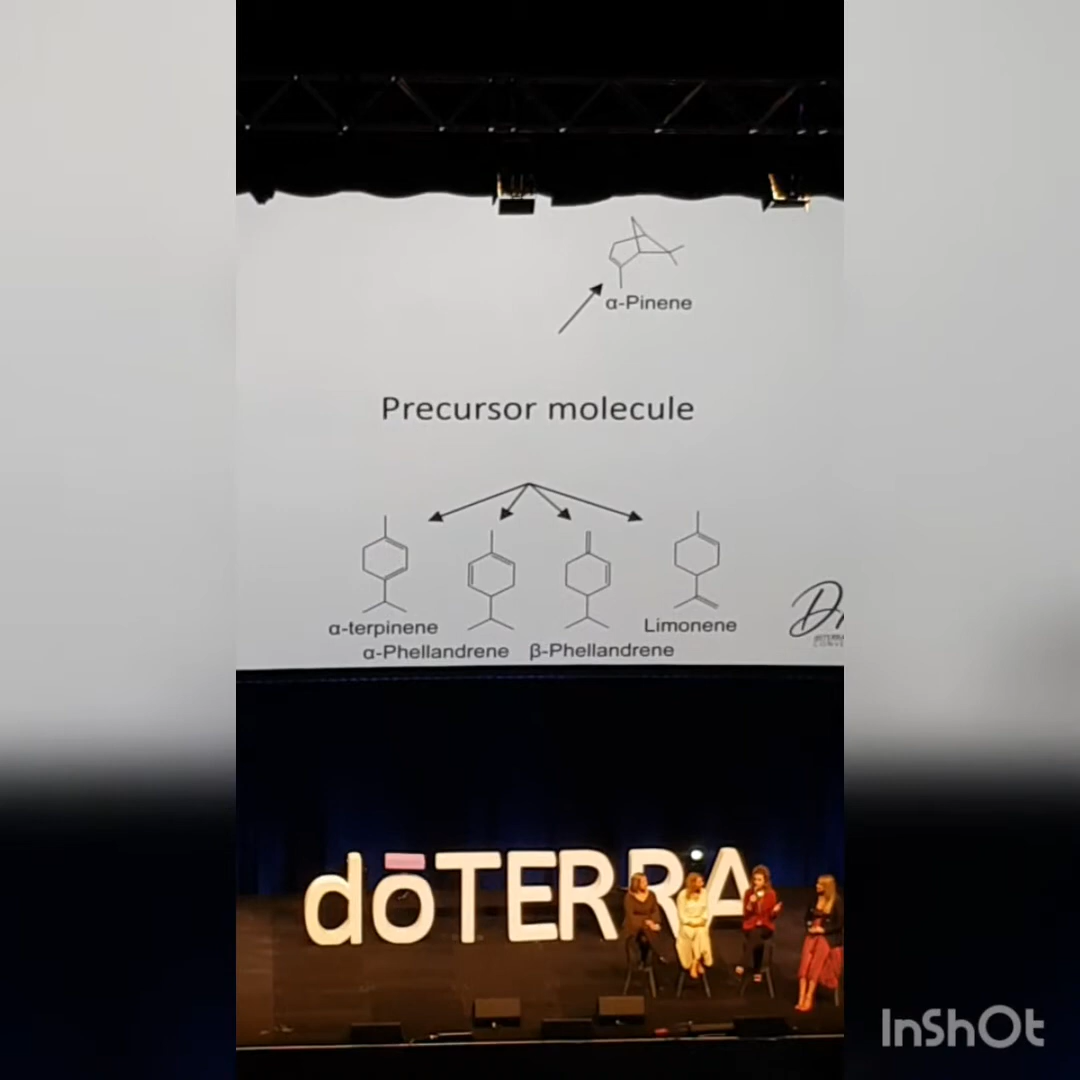 α-Pinene
Precursor molecule
α-terpinene
Limonene
α-Phellandrene
β-Phellandrene
dōTERRA
InShOt